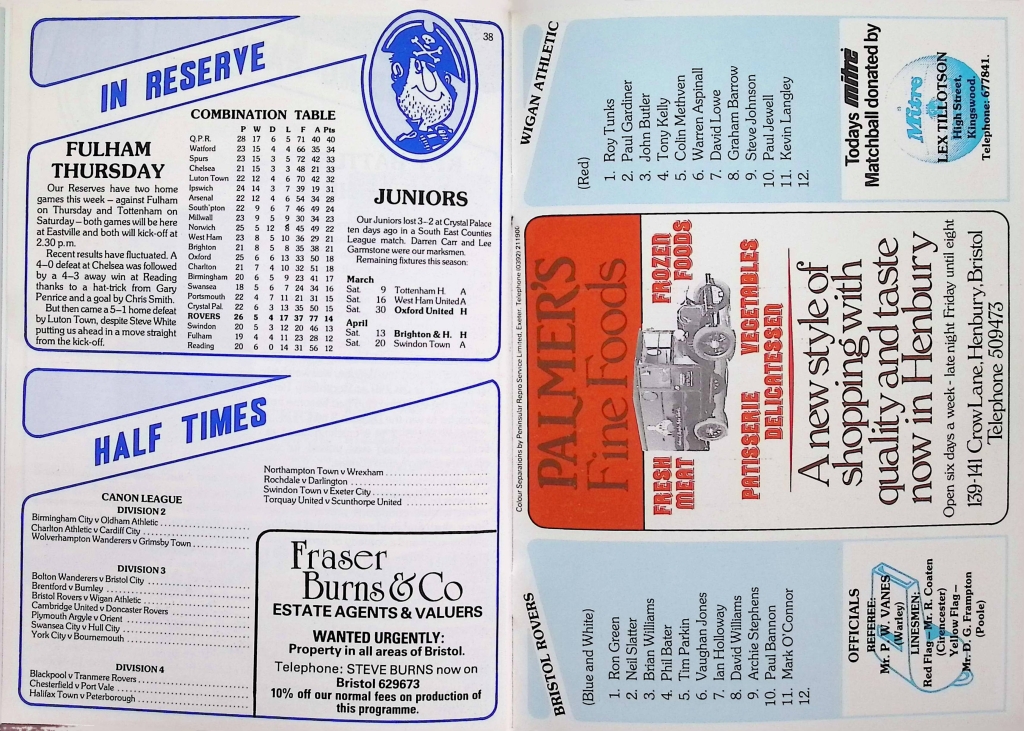 38
IN RESERVE
FULHAM
THURSDAY
Our Reserves have two home
games this week – against Fulham
on Thursday and Tottenham on
Saturday – both games will be here
at Eastville and both will kick-off at
2.30 p.m.
Recent results have fluctuated. A
4–0 defeat at Chelsea was followed
by a 4–3 away win at Reading
thanks to a hat-trick from Gary
Penrice and a goal by Chris Smith.
But then came a 5–1 home defeat
by Luton Town, despite Steve White
putting us ahead in a move straight
from the kick-off.
COMBINATION TABLE
P W D L F A Pts
Q.P.R. 28 17 6 5 71 40 40
Watford 23 15 4 4 66 35 34
Spurs 23 15 3 5 72 42 33
Chelsea 21 15 3 3 48 21 33
Luton Town 22 12 4 6 70 42 32
Ipswich 24 14 3 7 39 19 31
Arsenal 22 12 4 6 54 34 28
South'pton 22 9 6 7 46 49 24
Millwall 23 9 5 9 30 34 23
Norwich 25 5 12 8 45 49 22
West Ham 23 8 5 10 36 29 21
Brighton 21 8 5 8 35 38 21
Oxford 25 6 6 13 33 50 18
Charlton 21 7 4 10 32 51 18
Birmingham 20 6 5 9 23 41 17
Swansea 18 5 6 7 24 34 16
Portsmouth 22 4 7 11 21 31 15
Crystal Pal. 22 6 3 13 35 50 15
ROVERS 26 5 4 17 37 77 14
Swindon 20 5 3 12 20 46 13
Fulham 19 4 4 11 23 28 12
Reading 20 6 0 14 31 56 12
JUNIORS
Our Juniors lost 3–2 at Crystal Palace
ten days ago in a South East Counties
League match. Darren Carr and Lee
Garmstone were our marksmen.
Remaining fixtures this season:
March
Sat. 9 Tottenham H. A
Sat. 16 West Ham United A
Sat. 30 Oxford United H
April
Sat. 13 Brighton & H. H
Sat. 20 Swindon Town A
HALF TIMES
CANON LEAGUE
DIVISION 2
Birmingham City v Oldham Athletic
Charlton Athletic v Cardiff City
Wolverhampton Wanderers v Grimsby Town
DIVISION 3
Bolton Wanderers v Bristol City
Brentford v Burnley
Bristol Rovers v Wigan Athletic
Cambridge United v Doncaster Rovers
Plymouth Argyle v Orient
Swansea City v Hull City
York City v Bournemouth
DIVISION 4
Blackpool v Tranmere Rovers
Chesterfield v Port Vale
Halifax Town v Peterborough
Northampton Town v Wrexham
Rochdale v Darlington
Swindon Town v Exeter City
Torquay United v Scunthorpe United
Fraser
Burns & Co
ESTATE AGENTS & VALUERS
WANTED URGENTLY:
Property in all areas of Bristol.
Telephone: STEVE BURNS now on
Bristol 629673
10% off our normal fees on production of
this programme.
BRISTOL ROVERS
(Blue and White)
1. Ron Green
2. Neil Slatter
3. Brian Williams
4. Phil Bater
5. Tim Parkin
6. Vaughan Jones
7. Ian Holloway
8. David Williams
9. Archie Stephens
10. Paul Bannon
11. Mark O'Connor
12.
OFFICIALS
REFEREE:
Mr. P. W. VANES
(Warley)
LINESMEN:
Red Flag–Mr. R. Coaten
(Cirencester)
Yellow Flag –
Mr. D. G. Frampton
(Poole)
Colour Separations by Peninsular Repro Service Limited, Exeter. Telephone (0392) 211900
PALMER'S
Fine Foods
FRESH
MEAT
FROZEN
FOODS
PATISSERIE VEGETABLES
DELICATESSEN
A new style of
shopping with
quality and taste
now in Henbury
Open six days a week - late night Friday until eight
139-141 Crow Lane, Henbury, Bristol
Telephone 509473
WIGAN ATHLETIC
(Red)
1. Roy Tunks
2. Paul Gardiner
3. John Butler
4. Tony Kelly
5. Colin Methven
6. Warren Aspinall
7. David Lowe
8. Graham Barrow
9. Steve Johnson
10. Paul Jewell
11. Kevin Langley
12.
Todays mitre
Matchball donated by
Mitre
LEX TILLOTSON
High Street,
Kingswood.
Telephone: 677841.